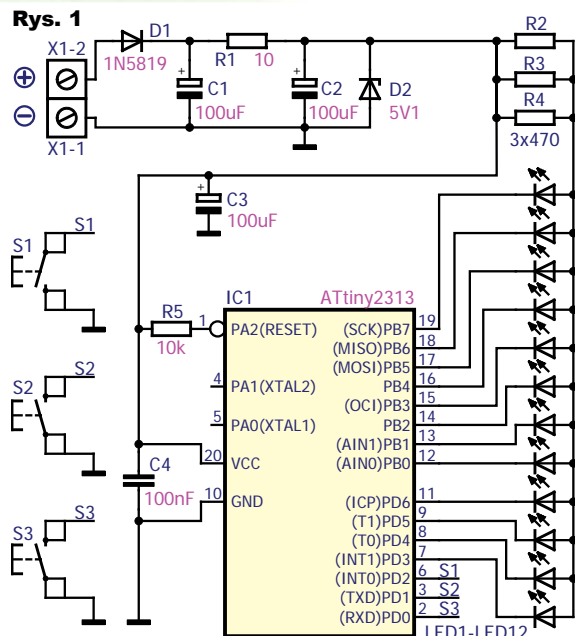 Rys. 1
X1-2
D1
1N5819
R1
10
C1
100uF
C2
100uF
D2
5V1
R2
R3
R4
3x470
X1-1
+
C3
100uF
S1
S1
S2
S2
S3
S3
R5
10k
C4
100nF
IC1
ATtiny2313
1
PA2(RESET)
4
PA1(XTAL2)
5
PA0(XTAL1)
20
VCC
10
GND
(SCK)PB7
19
(MISO)PB6
18
(MOSI)PB5
17
PB4
16
(OCI)PB3
15
PB2
14
(AIN1)PB1
13
(AIN0)PB0
12
(ICP)PD6
11
(T1)PD5
9
(T0)PD4
8
(INT1)PD3
7
(INT0)PD2
6
S1
(TXD)PD1
3
S2
(RXD)PD0
2
S3
LED1-LED12